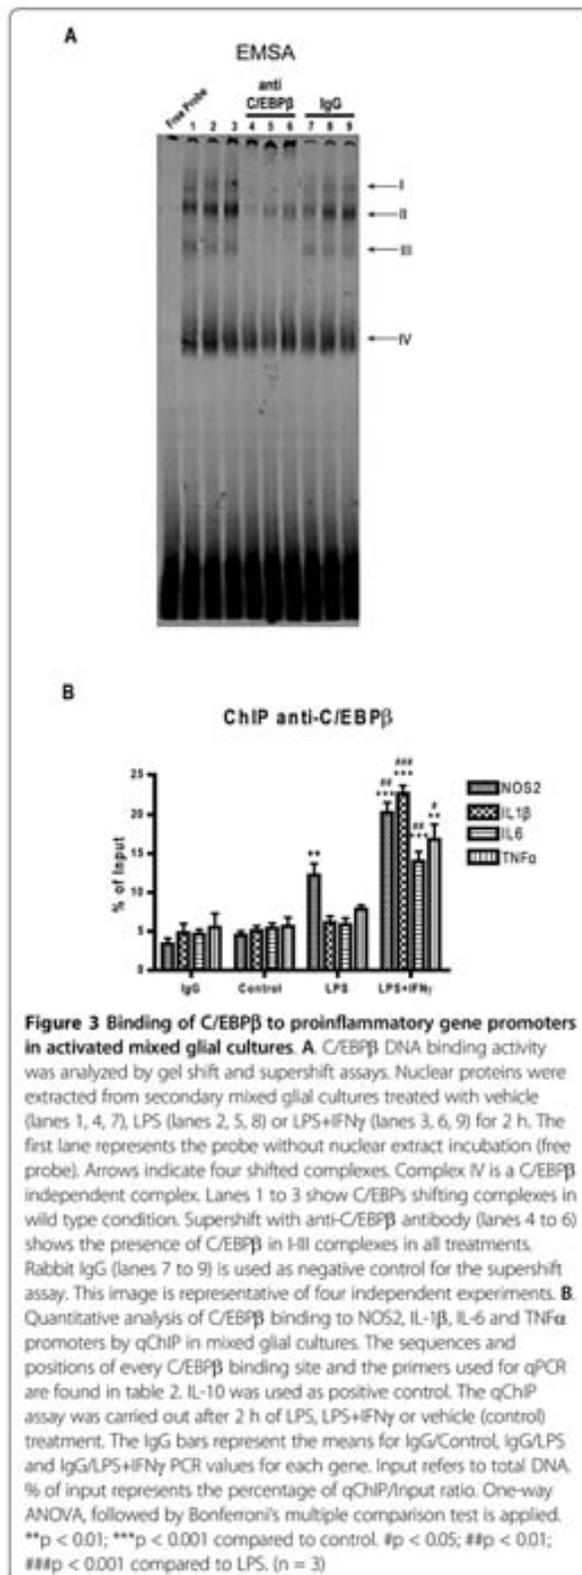 A
EMSA
anti
C/EBPβ
IgG
Free Probe
1 2 3 4 5 6 7 8 9
I
II
III
IV
B
ChIP anti-C/EBPβ
% of Input
25
20
15
10
5
0
**
##
***
###
***
##
***
#
**
NOS2
IL1β
IL6
TNFα
IgG Control LPS LPS+IFNγ
Figure 3 Binding of C/EBPβ to proinflammatory gene promoters
in activated mixed glial cultures. A. C/EBPβ DNA binding activity
was analyzed by gel shift and supershift assays. Nuclear proteins were
extracted from secondary mixed glial cultures treated with vehicle
(lanes 1, 4, 7), LPS (lanes 2, 5, 8) or LPS+IFNγ (lanes 3, 6, 9) for 2 h. The
first lane represents the probe without nuclear extract incubation (free
probe). Arrows indicate four shifted complexes. Complex IV is a C/EBPβ
independent complex. Lanes 1 to 3 show C/EBPs shifting complexes in
wild type condition. Supershift with anti-C/EBPβ antibody (lanes 4 to 6)
shows the presence of C/EBPβ in I-III complexes in all treatments.
Rabbit IgG (lanes 7 to 9) is used as negative control for the supershift
assay. This image is representative of four independent experiments. B.
Quantitative analysis of C/EBPβ binding to NOS2, IL-1β, IL-6 and TNFα
promoters by qChIP in mixed glial cultures. The sequences and
positions of every C/EBPβ binding site and the primers used for qPCR
are found in table 2. IL-10 was used as positive control. The qChIP
assay was carried out after 2 h of LPS, LPS+IFNγ or vehicle (control)
treatment. The IgG bars represent the means for IgG/Control, IgG/LPS
and IgG/LPS+IFNγ PCR values for each gene. Input refers to total DNA.
% of input represents the percentage of qChIP/Input ratio. One-way
ANOVA, followed by Bonferroni's multiple comparison test is applied.
**p < 0.01; ***p < 0.001 compared to control. #p < 0.05; ##p < 0.01;
###p < 0.001 compared to LPS. (n = 3)